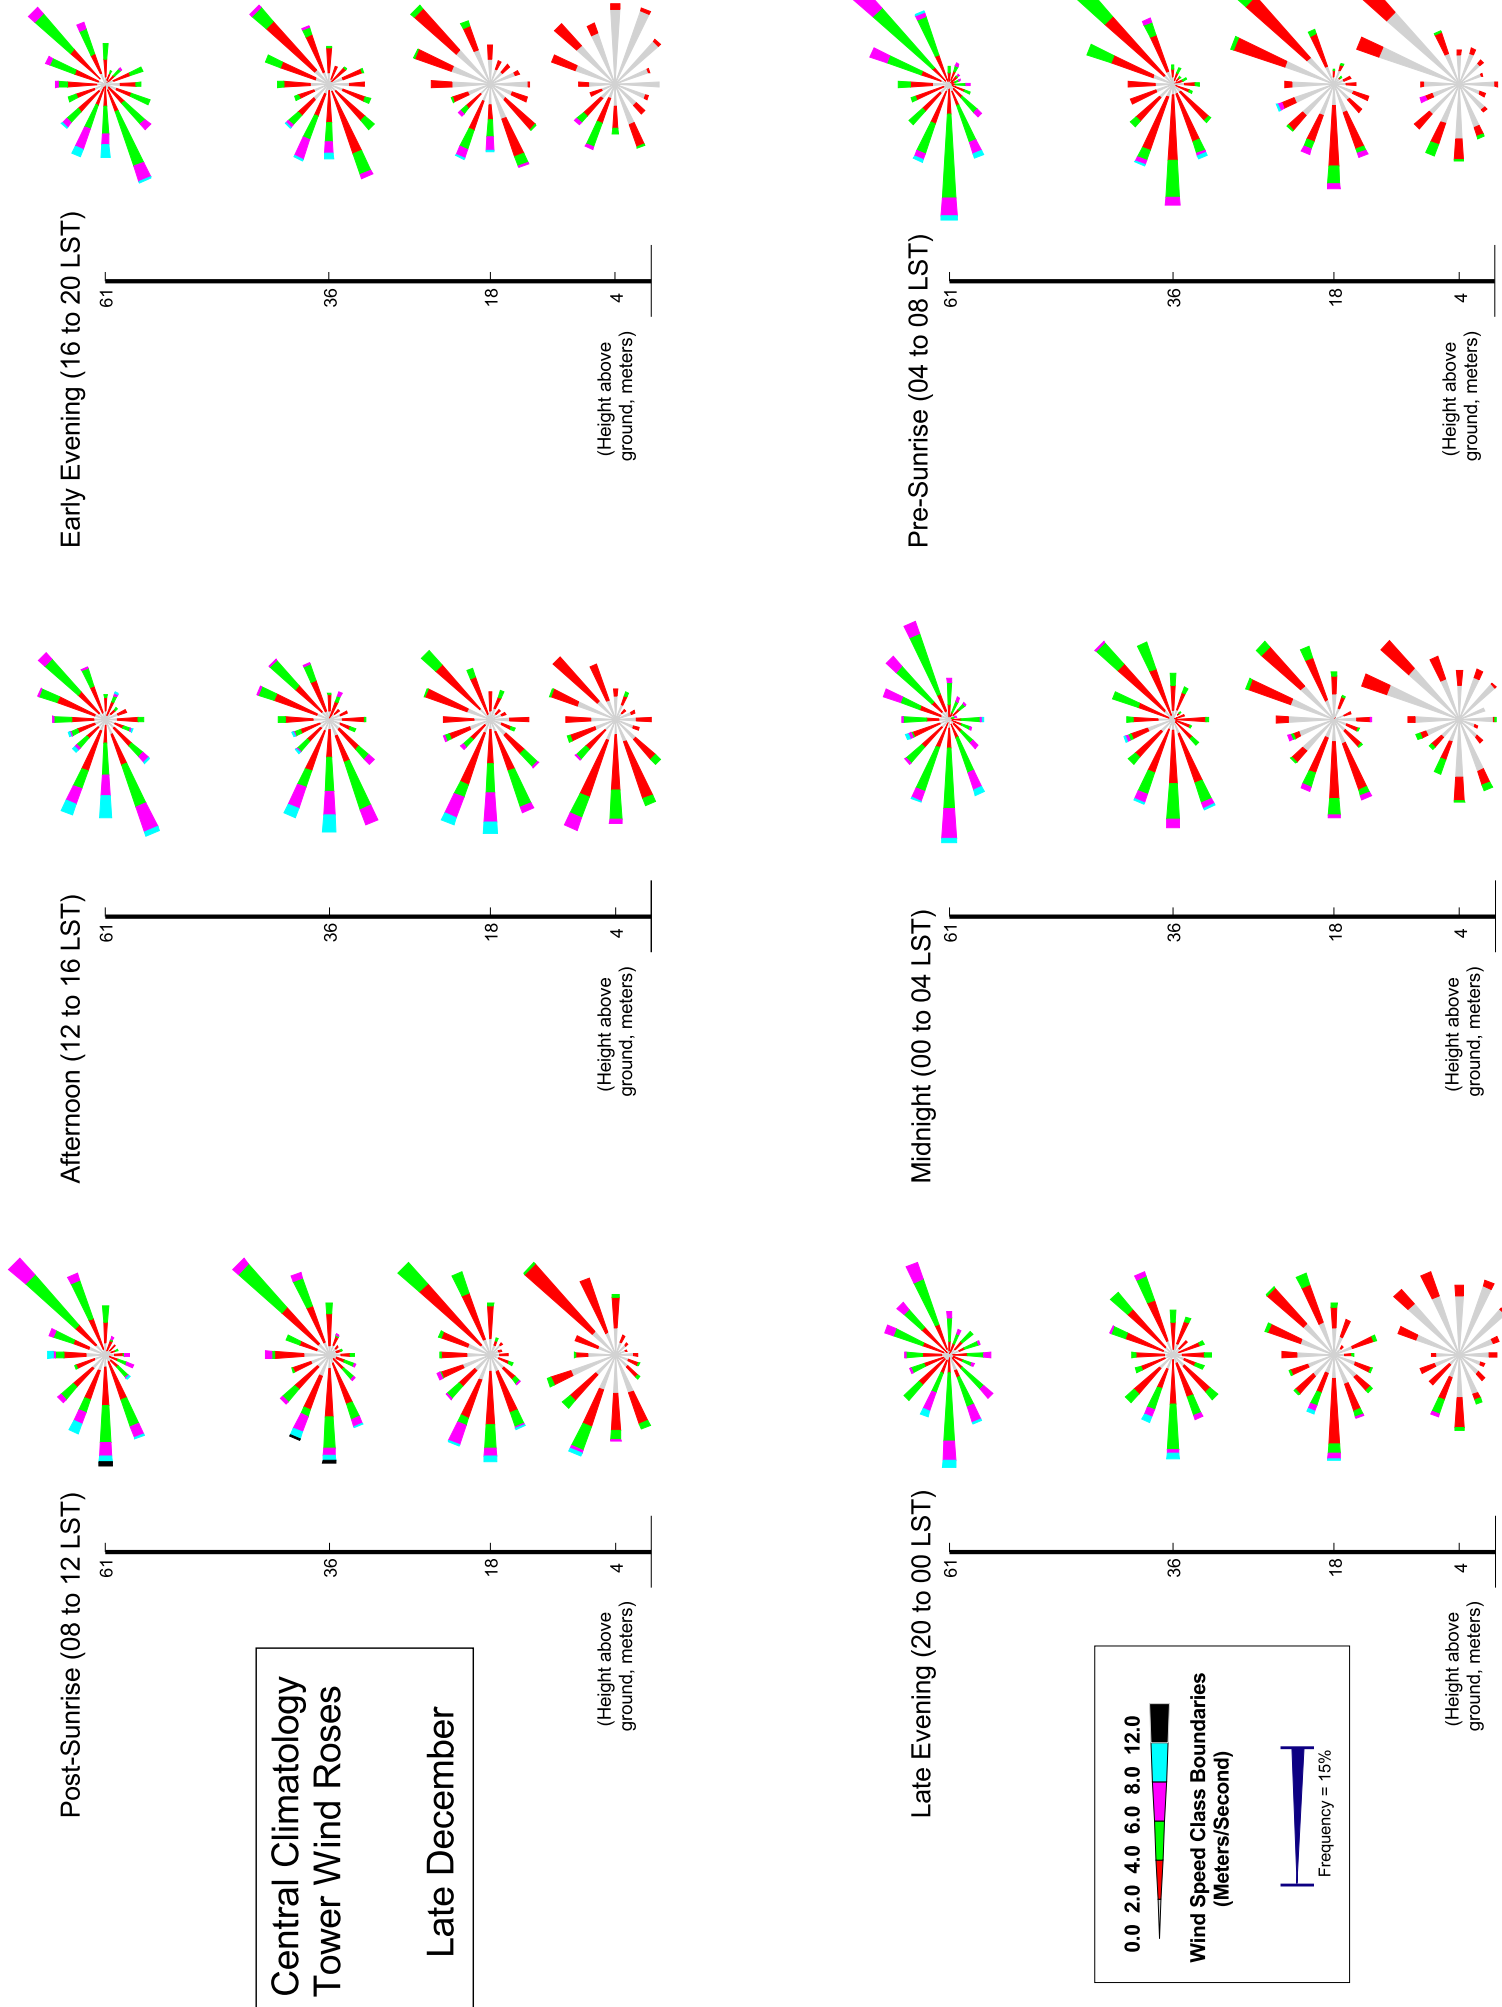 Central Climatology
Tower Wind Roses
Late December
Post-Sunrise (08 to 12 LST)
61
36
18
4
(Height above
ground, meters)
Afternoon (12 to 16 LST)
61
36
18
4
(Height above
ground, meters)
Early Evening (16 to 20 LST)
61
36
18
4
(Height above
ground, meters)
Late Evening (20 to 00 LST)
61
36
18
4
(Height above
ground, meters)
Midnight (00 to 04 LST)
61
36
18
4
(Height above
ground, meters)
Pre-Sunrise (04 to 08 LST)
61
36
18
4
(Height above
ground, meters)
0.0 2.0 4.0 6.0 8.0 12.0
Wind Speed Class Boundaries
(Meters/Second)
Frequency = 15%